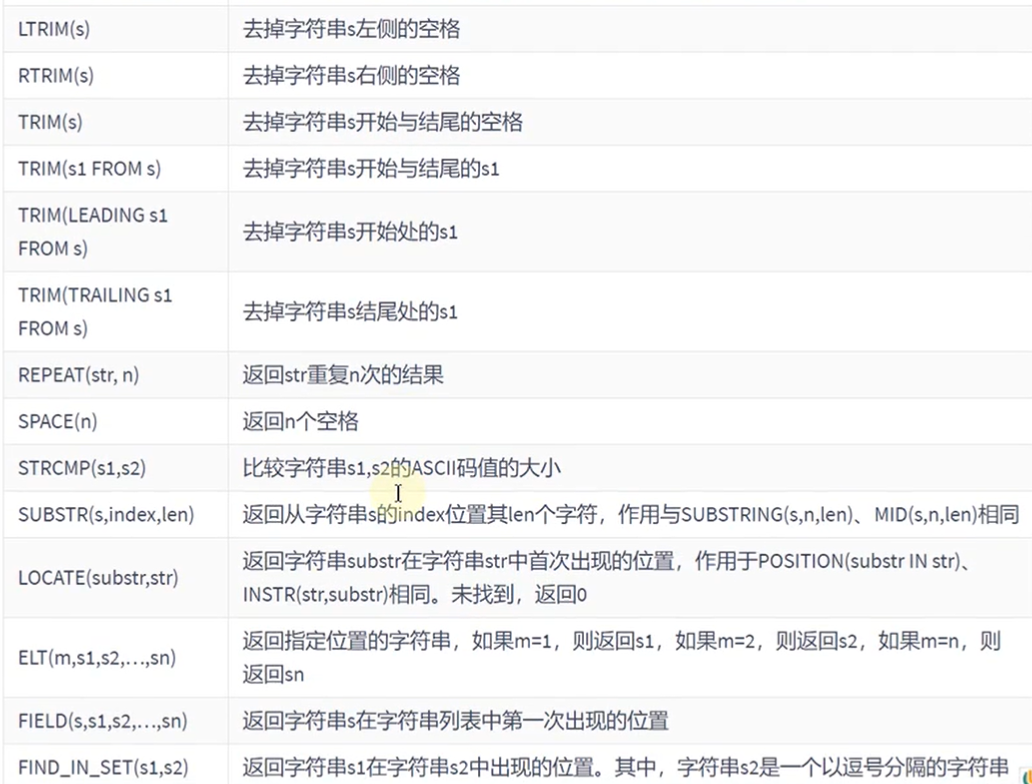 LTRIM(s) 去掉字符串s左侧的空格
RTRIM(s) 去掉字符串s右侧的空格
TRIM(s) 去掉字符串s开始与结尾的空格
TRIM(s1 FROM s) 去掉字符串s开始与结尾的s1
TRIM(LEADING s1
FROM s)
去掉字符串s开始处的s1
TRIM(TRAILING s1
FROM s)
去掉字符串s结尾处的s1
REPEAT(str, n) 返回str重复n次的结果
SPACE(n) 返回n个空格
STRCMP(s1,s2) 比较字符串s1,s2的ASCII码值的大小
SUBSTR(s,index,len) 返回从字符串s的index位置其len个字符，作用与SUBSTRING(s,n,len)、MID(s,n,len)相同
LOCATE(substr,str)
返回字符串substr在字符串str中首次出现的位置，作用于POSITION(substr IN str)、
INSTR(str,substr)相同。未找到，返回0
ELT(m,s1,s2,…,sn)
返回指定位置的字符串，如果m=1，则返回s1，如果m=2，则返回s2，如果m=n，则
返回sn
FIELD(s,s1,s2,…,sn) 返回字符串s在字符串列表中第一次出现的位置
FIND_IN_SET(s1,s2) 返回字符串s1在字符串s2中出现的位置。其中，字符串s2是一个以逗号分隔的字符串